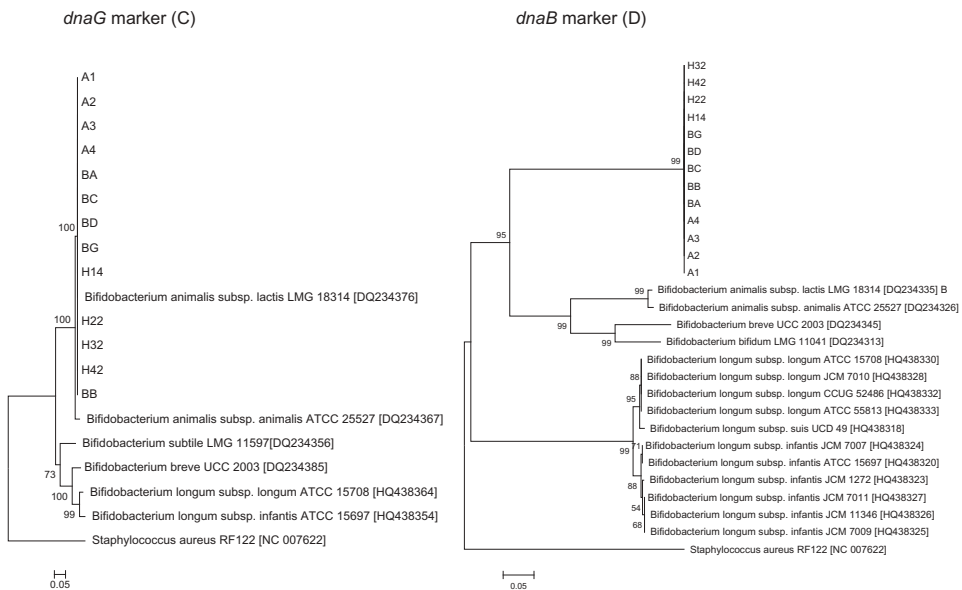 dnaG marker (C)
A1
A2
A3
A4
BA
BC
BD
BG
H14
Bifidobacterium animalis subsp. lactis LMG 18314 [DQ234376]
H22
H32
H42
BB
Bifidobacterium animalis subsp. animalis ATCC 25527 [DQ234367]
Bifidobacterium subtile LMG 11597[DQ234356]
Bifidobacterium breve UCC 2003 [DQ234385]
Bifidobacterium longum subsp. longum ATCC 15708 [HQ438364]
Bifidobacterium longum subsp. infantis ATCC 15697 [HQ438354]
Staphylococcus aureus RF122 [NC 007622]
100
100
73
100
99
0.05
dnaB marker (D)
H32
H42
H22
H14
BG
BD
BC
BB
BA
A4
A3
A2
A1
Bifidobacterium animalis subsp. lactis LMG 18314 [DQ234335] B
Bifidobacterium animalis subsp. animalis ATCC 25527 [DQ234326]
Bifidobacterium breve UCC 2003 [DQ234345]
Bifidobacterium bifidum LMG 11041 [DQ234313]
Bifidobacterium longum subsp. longum ATCC 15708 [HQ438330]
Bifidobacterium longum subsp. longum JCM 7010 [HQ438328]
Bifidobacterium longum subsp. longum CCUG 52486 [HQ438332]
Bifidobacterium longum subsp. longum ATCC 55813 [HQ438333]
Bifidobacterium longum subsp. suis UCD 49 [HQ438318]
Bifidobacterium longum subsp. infantis JCM 7007 [HQ438324]
Bifidobacterium longum subsp. infantis ATCC 15697 [HQ438320]
Bifidobacterium longum subsp. infantis JCM 1272 [HQ438323]
Bifidobacterium longum subsp. infantis JCM 7011 [HQ438327]
Bifidobacterium longum subsp. infantis JCM 11346 [HQ438326]
Bifidobacterium longum subsp. infantis JCM 7009 [HQ438325]
Staphylococcus aureus RF122 [NC 007622]
99
95
99
99
99
88
95
71
99
88
54
68
0.05